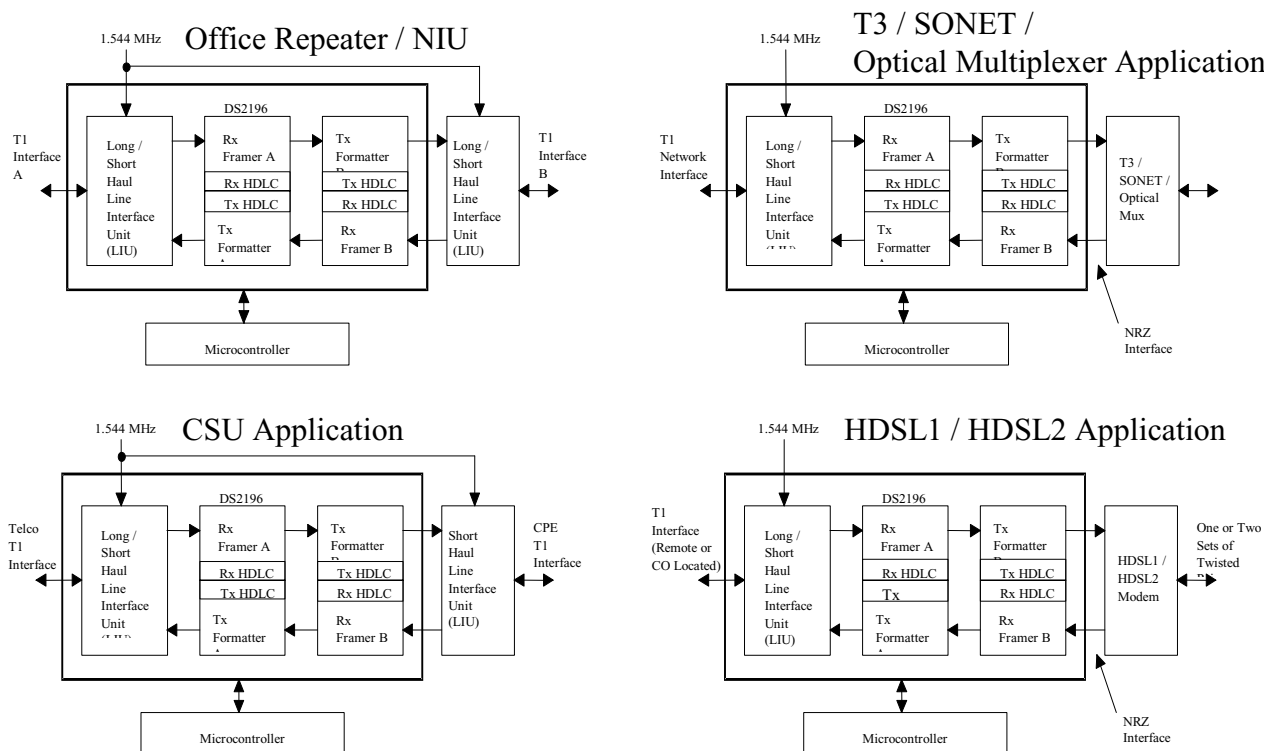 Office Repeater / NIU
1.544 MHz
DS2196
T1
Interface
A
Long /
Short
Haul
Line
Interface
Unit
(LIU)
Rx
Framer A
Rx HDLC
Tx HDLC
Tx
Formatter
Tx
Formatter
Tx HDLC
Rx HDLC
Rx
Framer B
Long /
Short
Haul
Line
Interface
Unit
(LIU)
T1
Interface
B
Microcontroller
T3 / SONET /
Optical Multiplexer Application
1.544 MHz
DS2196
T1
Network
Interface
Long /
Short
Haul
Line
Interface
Unit
(LIU)
Rx
Framer A
Rx HDLC
Tx HDLC
Tx
Formatter
Tx
Formatter
Tx HDLC
Rx HDLC
Rx
Framer B
T3 /
SONET /
Optical
Mux
NRZ
Interface
Microcontroller
CSU Application
1.544 MHz
DS2196
Telco
T1
Interface
Long /
Short
Haul
Line
Interface
Unit
(LIU)
Rx
Framer A
Rx HDLC
Tx HDLC
Tx
Formatter
Tx
Formatter
Tx HDLC
Rx HDLC
Rx
Framer B
Short
Haul
Line
Interface
Unit
(LIU)
CPE
T1
Interface
Microcontroller
HDSL1 / HDSL2 Application
1.544 MHz
DS2196
T1
Interface
(Remote or
CO Located)
Long /
Short
Haul
Line
Interface
Unit
(LIU)
Rx
Framer A
Rx HDLC
Tx
Tx
Formatter
Tx
Formatter
Tx HDLC
Rx HDLC
Rx
Framer B
HDSL1 /
HDSL2
Modem
One or Two
Sets of
Twisted
NRZ
Interface
Microcontroller